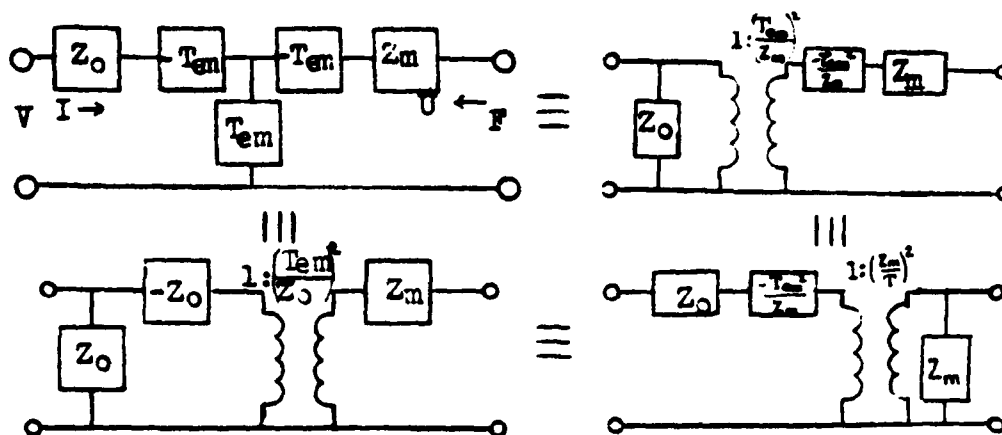 Z₀ Tem Tem Zm
V I → ← F
Tem
≡
1:(Tem/Zm)²
Z₀ -Tem²/Z₀ Zm
≡ ≡
1:(Tem/Z₀)²
-Z₀ Zm
Z₀
≡
1:(Zm/T)²
Z₀ -Tem²/Zm
Zm